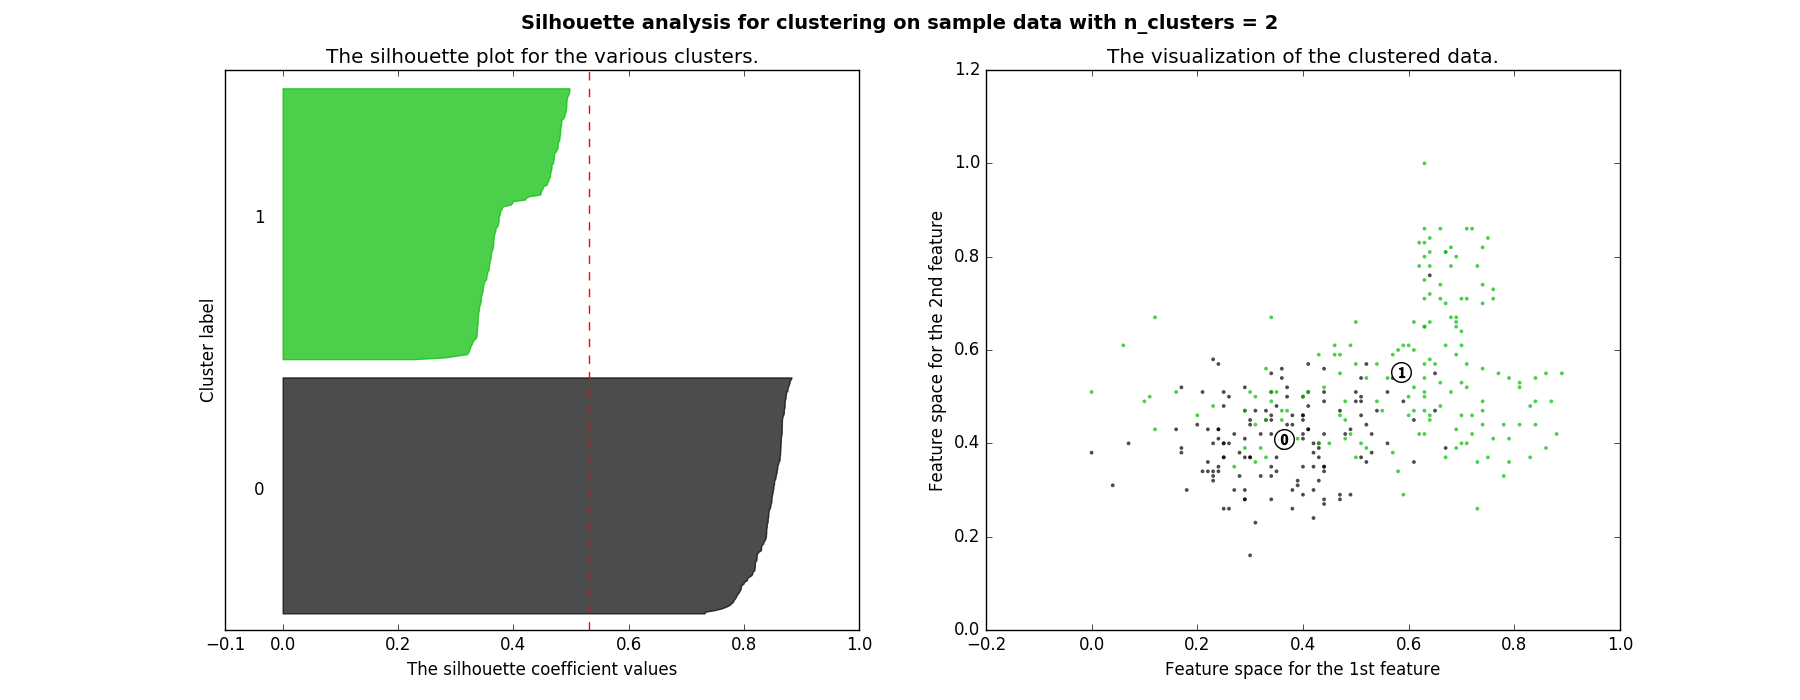 Silhouette analysis for clustering on sample data with n_clusters = 2
The silhouette plot for the various clusters.
1
0
Cluster label
−0.1 0.0 0.2 0.4 0.6 0.8 1.0
The silhouette coefficient values
The visualization of the clustered data.
1.2
1.0
0.8
0.6
0.4
0.2
0.0
Feature space for the 2nd feature
1
0
−0.2 0.0 0.2 0.4 0.6 0.8 1.0
Feature space for the 1st feature